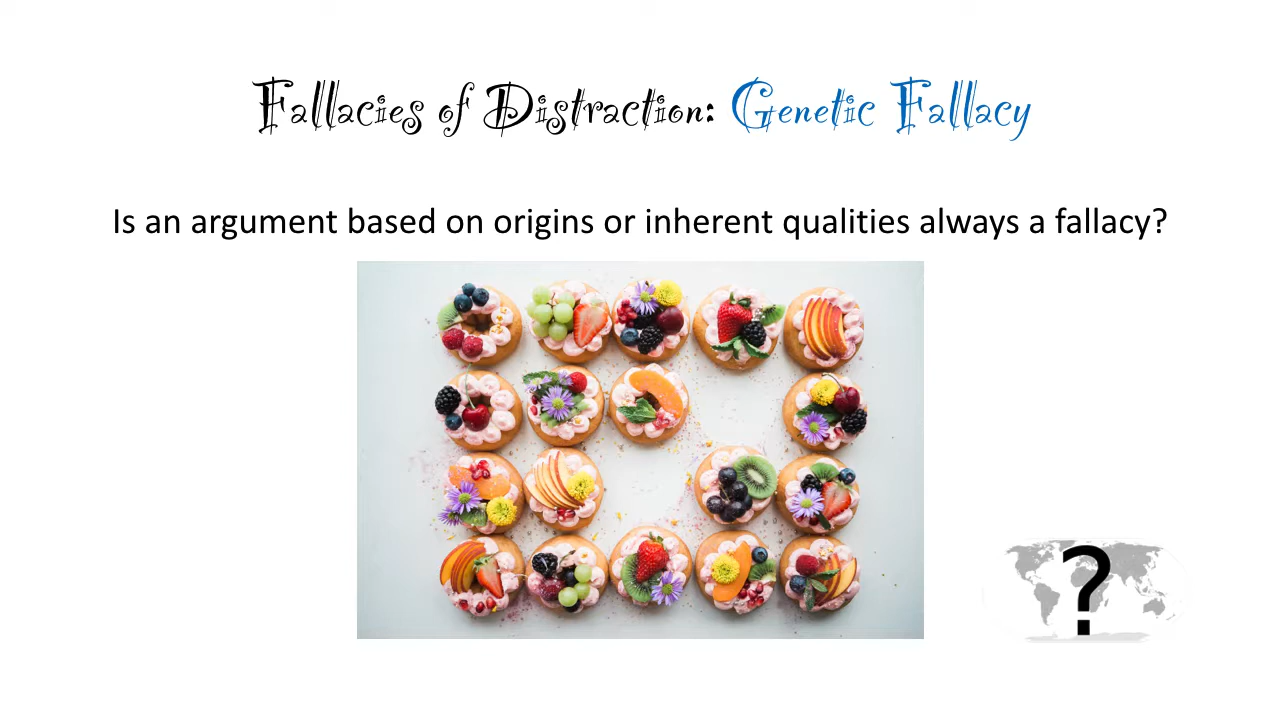 Fallacies of Distraction: Genetic Fallacy
Is an argument based on origins or inherent qualities always a fallacy?
?